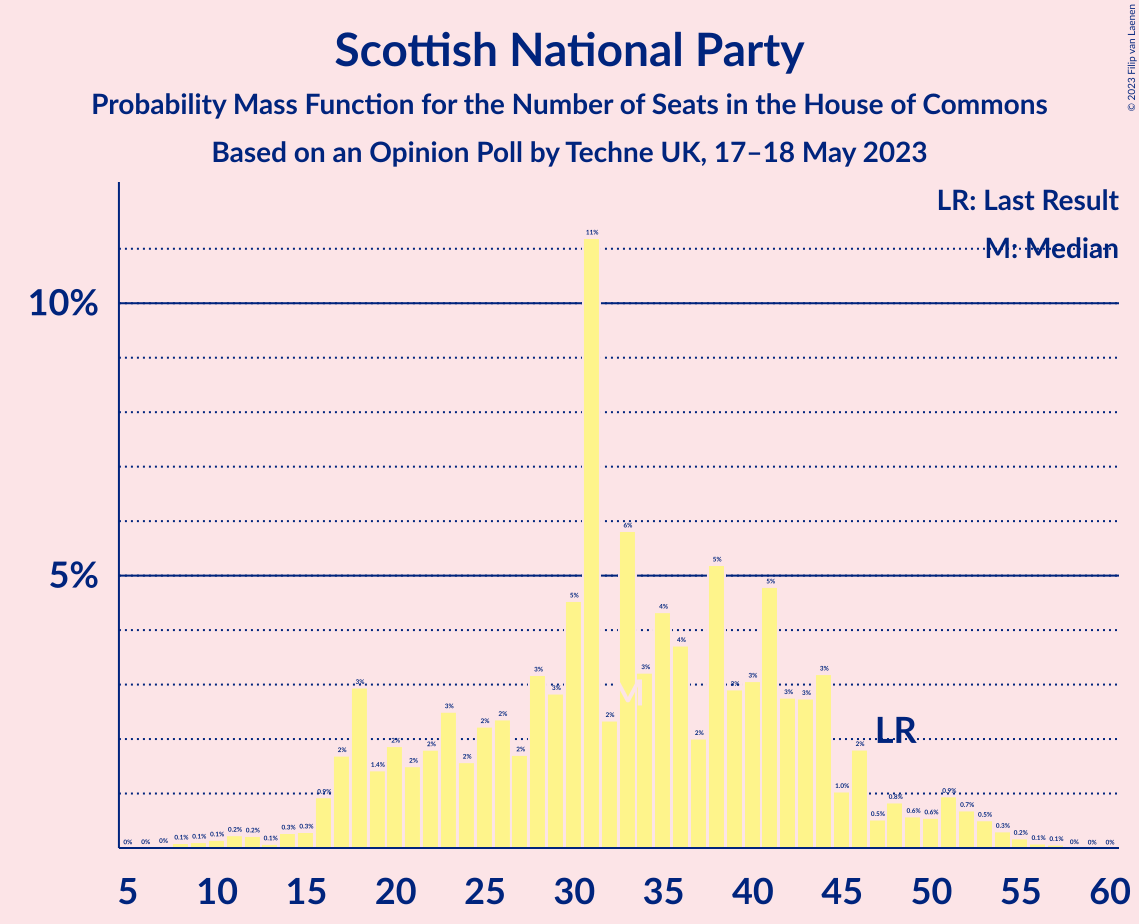 Scottish National Party
Probability Mass Function for the Number of Seats in the House of Commons
Based on an Opinion Poll by Techne UK, 17–18 May 2023
© 2023 Filip van Laenen
LR: Last Result
M: Median
10%
5%
0% 0% 0% 0.1% 0.1% 0.1% 0.2% 0.2% 0.1% 0.3% 0.3% 0.9% 2% 3% 1.4% 2% 2% 2% 3% 2% 2% 2% 2% 3% 3% 5% 11% 2% 6% 3% 4% 4% 2% 5% 3% 3% 5% 3% 3% 3% 1.0% 2% 0.5% 0.8% 0.6% 0.6% 0.9% 0.7% 0.5% 0.3% 0.2% 0.1% 0.1% 0% 0% 0%
M
LR
5 10 15 20 25 30 35 40 45 50 55 60